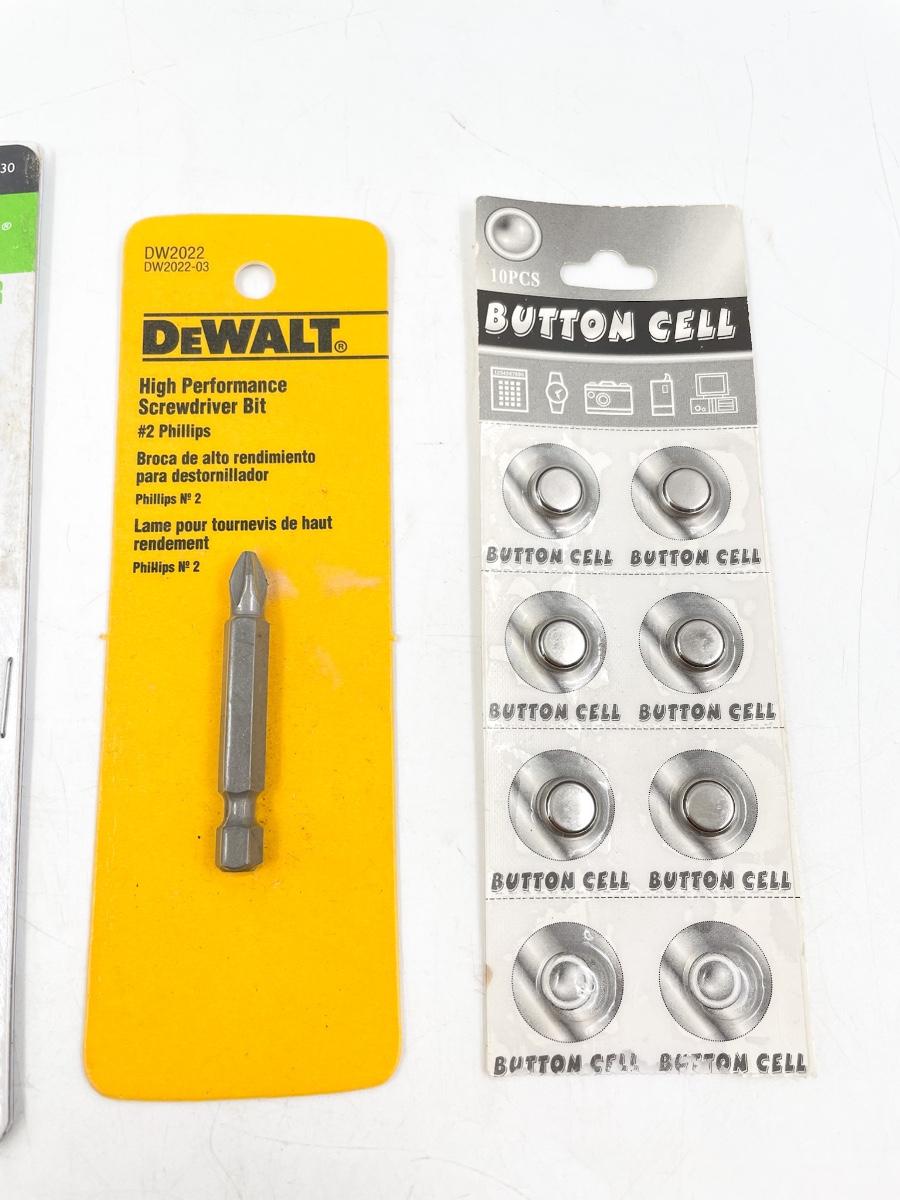 30
®
DW2022
DW2022-03
DEWALT®
High Performance
Screwdriver Bit
#2 Phillips
Broca de alto rendimiento
para destornillador
Phillips Nº 2
Lame pour tournevis de haut
rendement
Phillips Nº 2
10PCS
BUTTON CELL
BUTTON CELL BUTTON CELL
BUTTON CELL BUTTON CELL
BUTTON CELL BUTTON CELL
BUTTON CELL BUTTON CELL